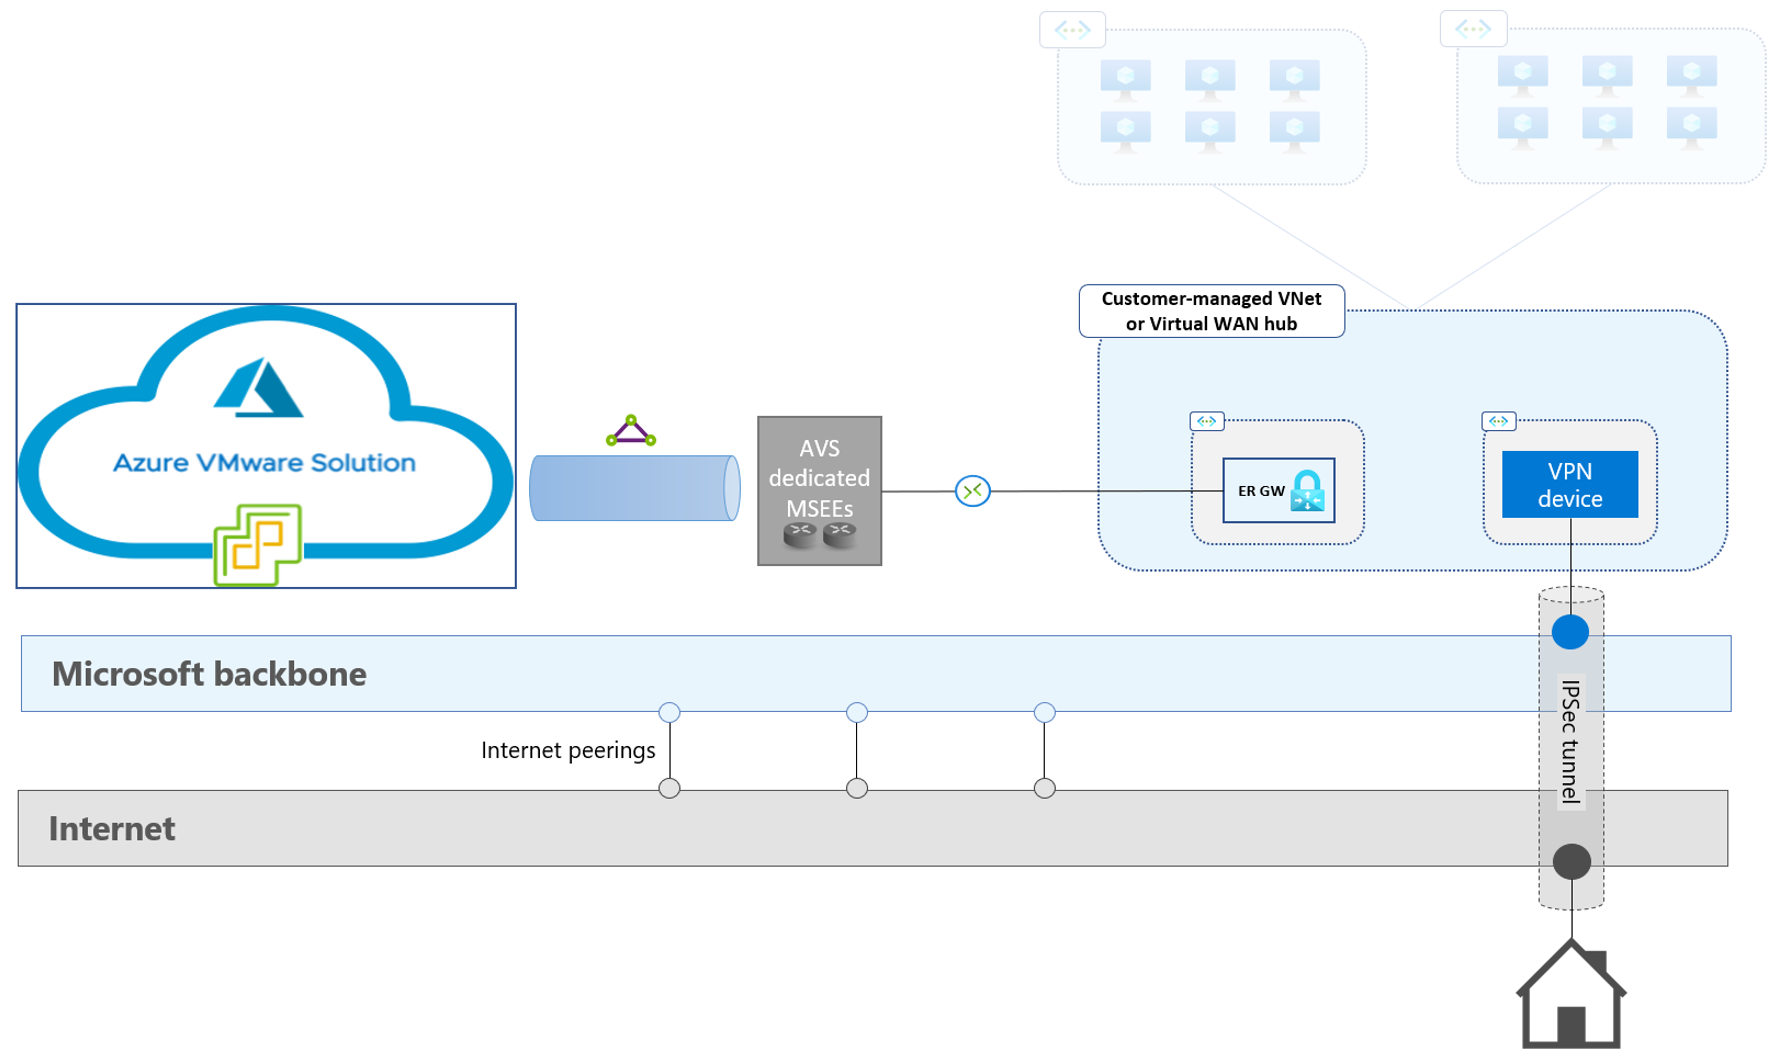 Customer-managed VNet
or Virtual WAN hub
Azure VMware Solution
AVS
dedicated
MSEEs
ER GW
VPN
device
Microsoft backbone
Internet peerings
IPSec tunnel
Internet